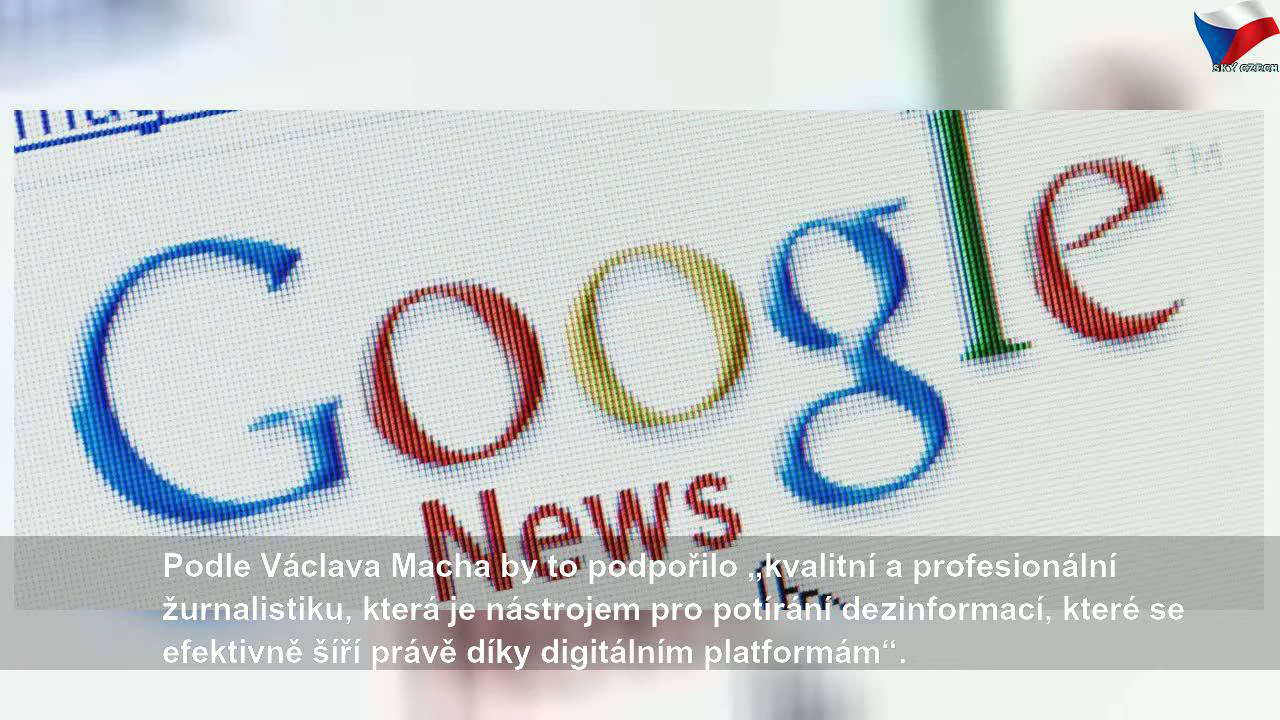 SKY CZECH
Google
TM
News
Podle Václava Macha by to podpořilo „kvalitní a profesionální
žurnalistiku, která je nástrojem pro potírání dezinformací, které se
efektivně šíří právě díky digitálním platformám“.